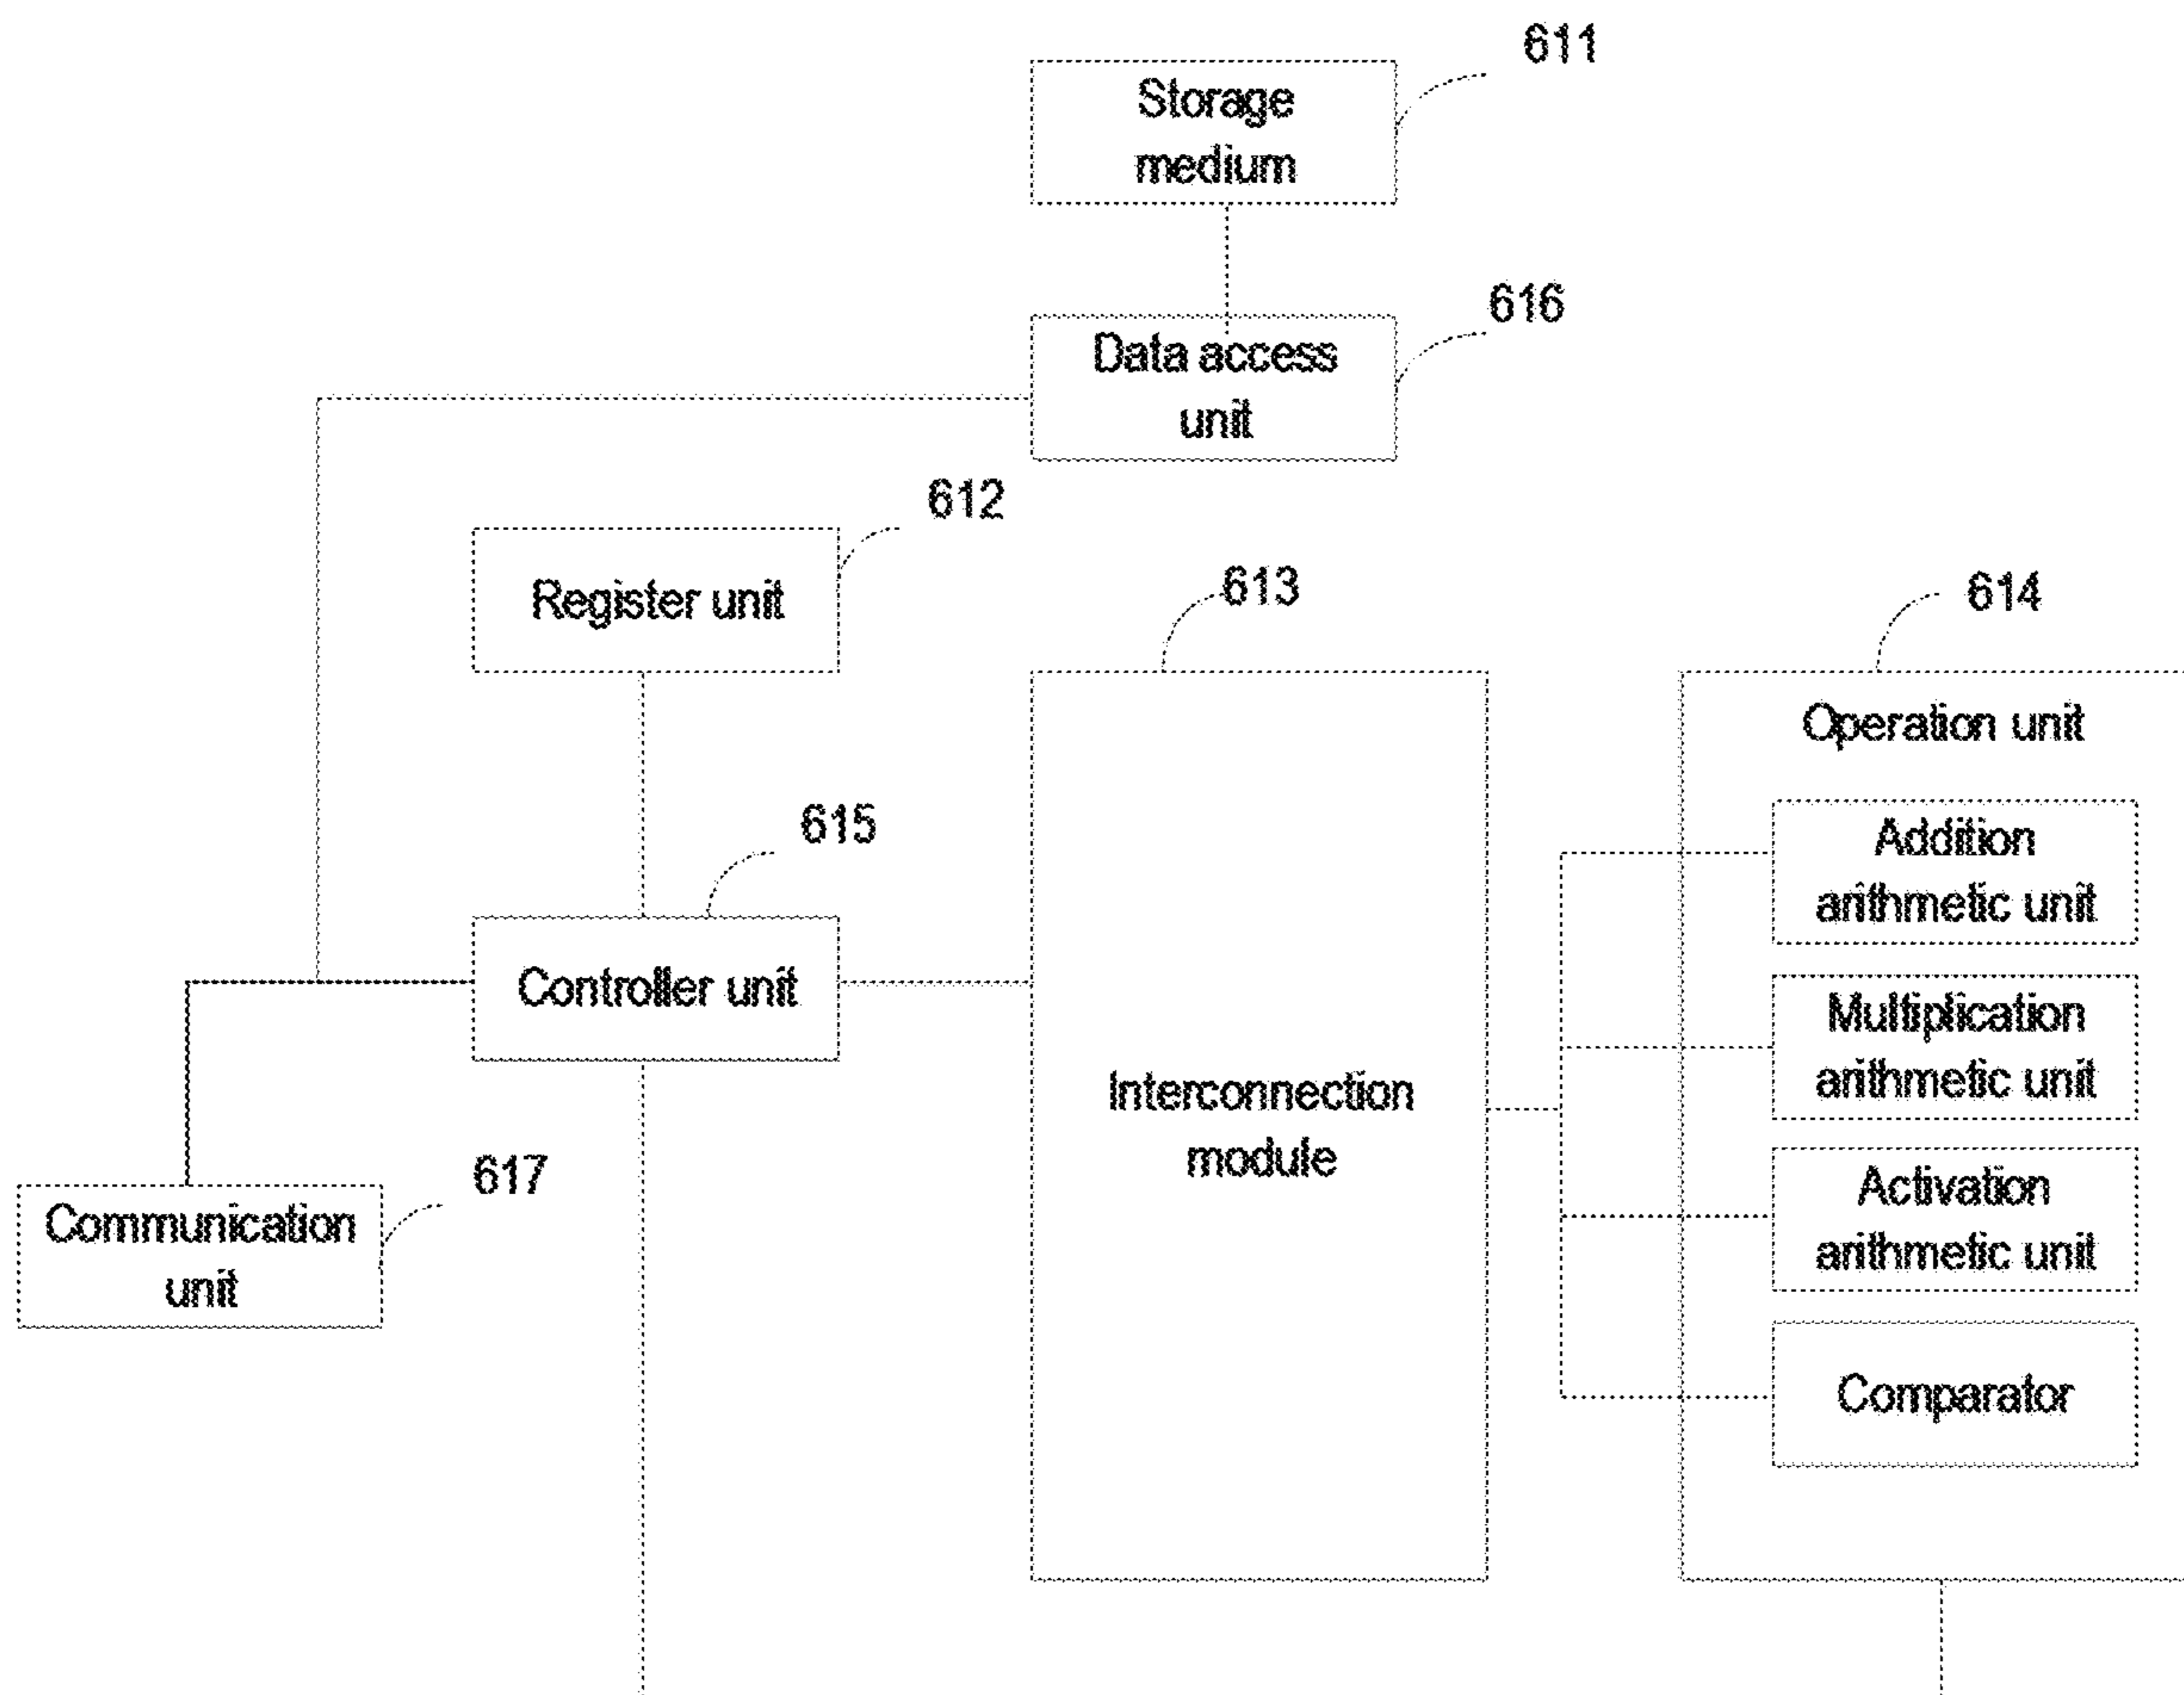 611
Storage
medium
616
Data access
unit
612
Register unit
613
614
Operation unit
615
Addition
arithmetic unit
Controller unit
Multiplication
arithmetic unit
Interconnection
module
617
Communication
unit
Activation
arithmetic unit
Comparator